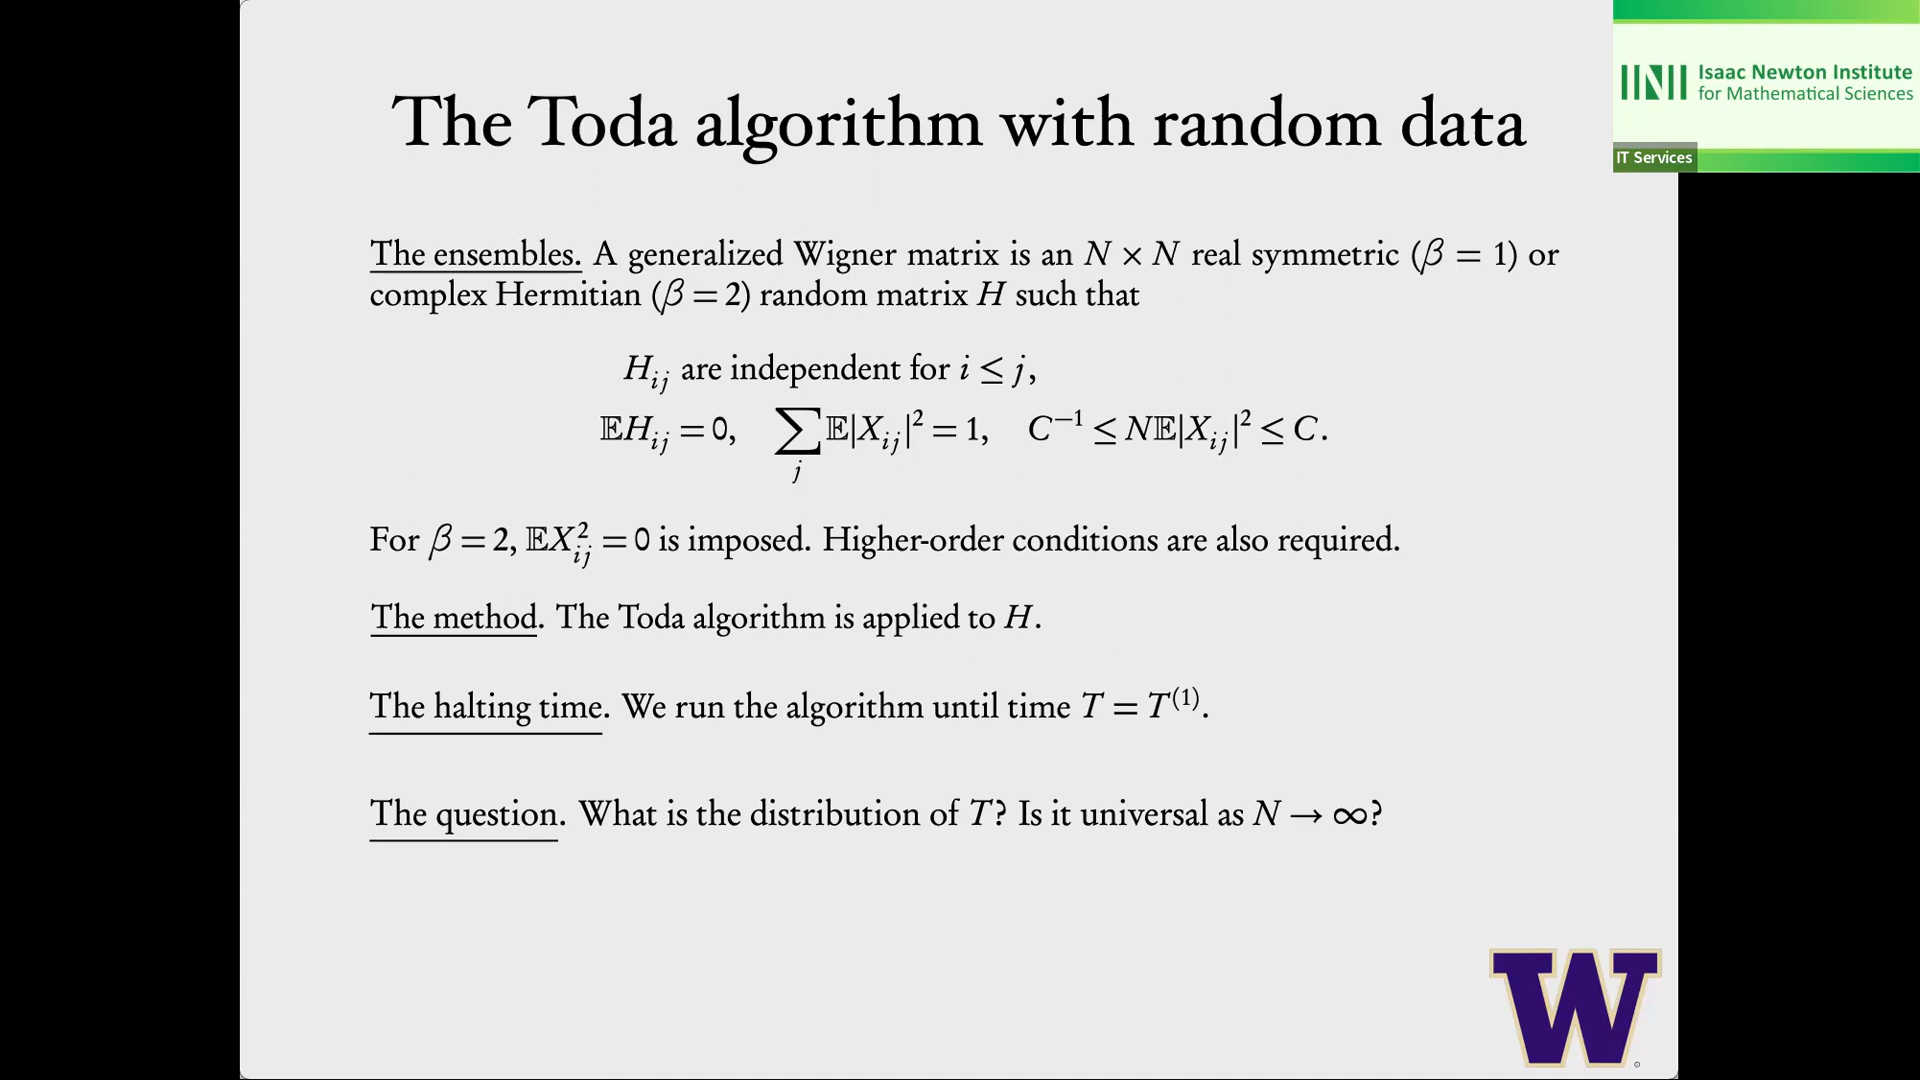 The Toda algorithm with random data
Isaac Newton Institute
for Mathematical Sciences
IT Services
The ensembles. A generalized Wigner matrix is an N × N real symmetric (β = 1) or
complex Hermitian (β = 2) random matrix H such that
H_{ij} are independent for i ≤ j,
𝔼H_{ij} = 0, ∑_j 𝔼|X_{ij}|² = 1, C⁻¹ ≤ N𝔼|X_{ij}|² ≤ C.
For β = 2, 𝔼X²_{ij} = 0 is imposed. Higher-order conditions are also required.
The method. The Toda algorithm is applied to H.
The halting time. We run the algorithm until time T = T⁽¹⁾.
The question. What is the distribution of T? Is it universal as N → ∞?
W